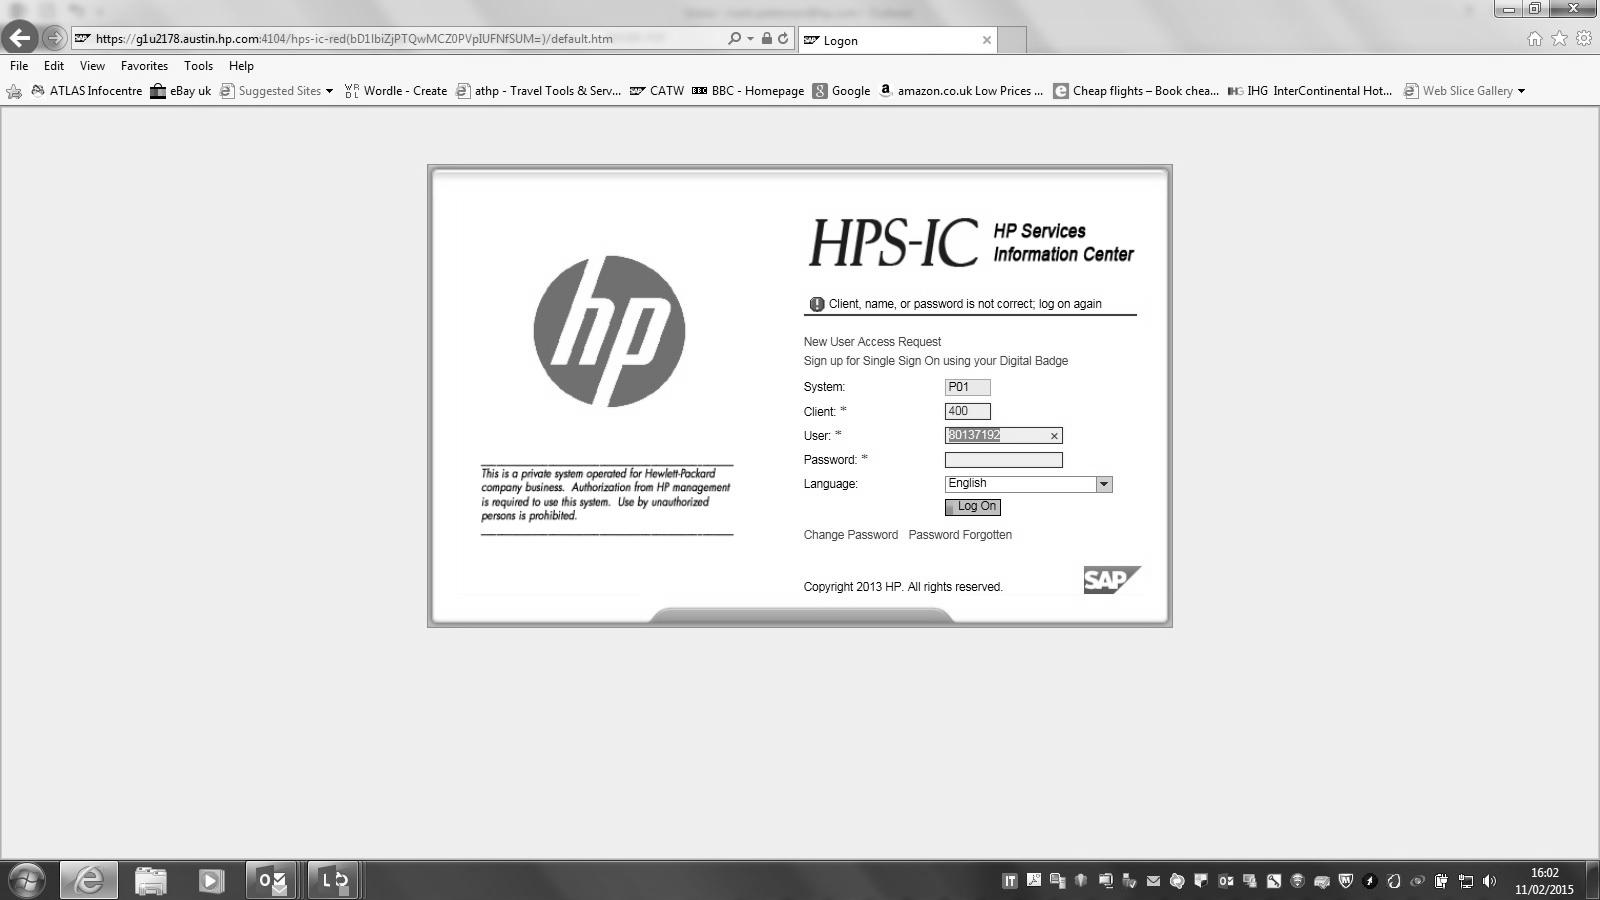 https://g1u2178.austin.hp.com:4104/hps-ic-red(bD1lbiZjPTQwMCZ0PVpIUFNfSUM=)/default.htm
Logon
File Edit View Favorites Tools Help
ATLAS Infocentre eBay uk Suggested Sites Wordle - Create athp - Travel Tools & Serv... CATW BBC - Homepage Google amazon.co.uk Low Prices ... Cheap flights – Book chea... IHG InterContinental Hot... Web Slice Gallery
HPS-IC HP Services
Information Center
hp
Client, name, or password is not correct; log on again
New User Access Request
Sign up for Single Sign On using your Digital Badge
System: P01
Client: * 400
User: * 80137192
Password: *
Language: English
Log On
This is a private system operated for Hewlett-Packard
company business. Authorization from HP management
is required to use this system. Use by unauthorized
persons is prohibited.
Change Password Password Forgotten
Copyright 2013 HP. All rights reserved.
SAP
16:02
11/02/2015